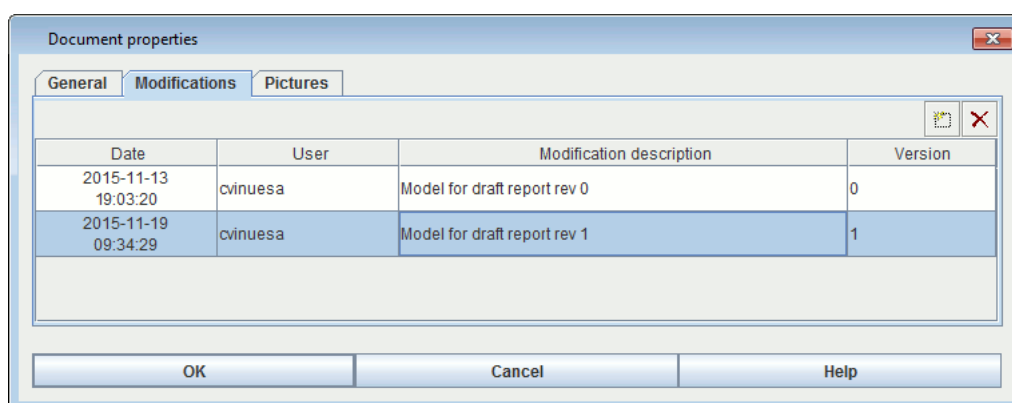 Document properties
General Modifications Pictures
Date User Modification description Version
2015-11-13
19:03:20 cvinuesa Model for draft report rev 0 0
2015-11-19
09:34:29 cvinuesa Model for draft report rev 1 1
OK Cancel Help